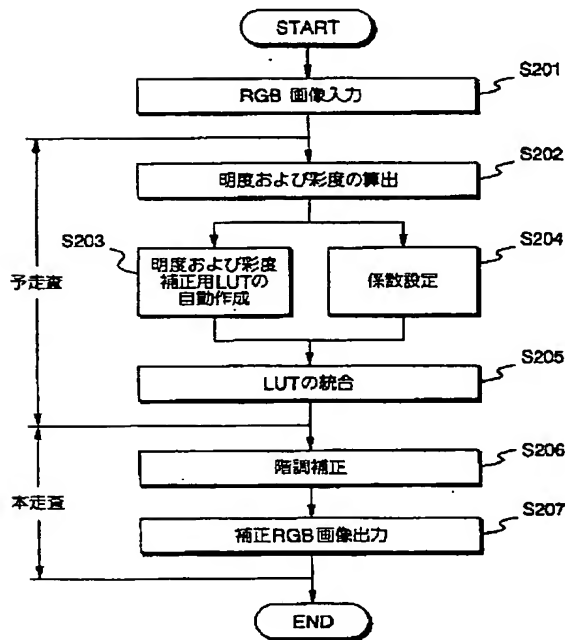 START
RGB 画像入力
S201
明度および彩度の算出
S202
S203
明度および彩度
補正用LUTの
自動作成
S204
係数設定
予走査
LUTの統合
S205
階調補正
S206
本走査
補正RGB画像出力
S207
END